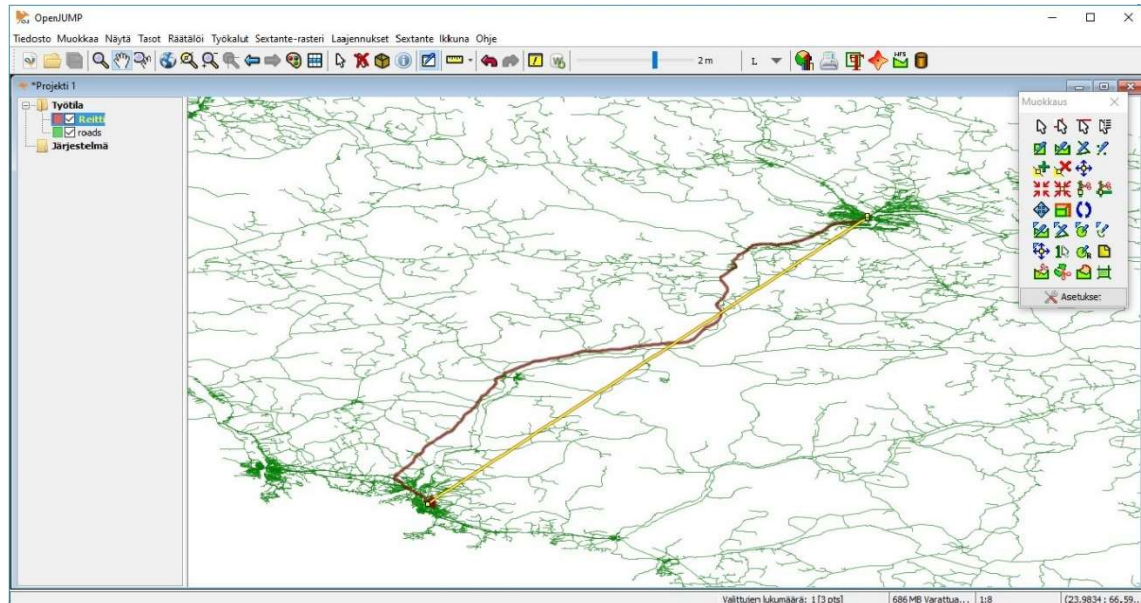 OpenJUMP
Tiedosto Muokkaa Näytä Tasot Räätälöi Työkalut Sextante-rasteri Laajennukset Sextante Ikkuna Ohje
2 m L
*Projekti 1
Työtila
Reitti
roads
Järjestelmä
Muokkaus
Asetukse:
Valittujen lukumäärä: 1 [3 pts] 686 MB Varattua... 1:8 (23.9834 : 66.59...